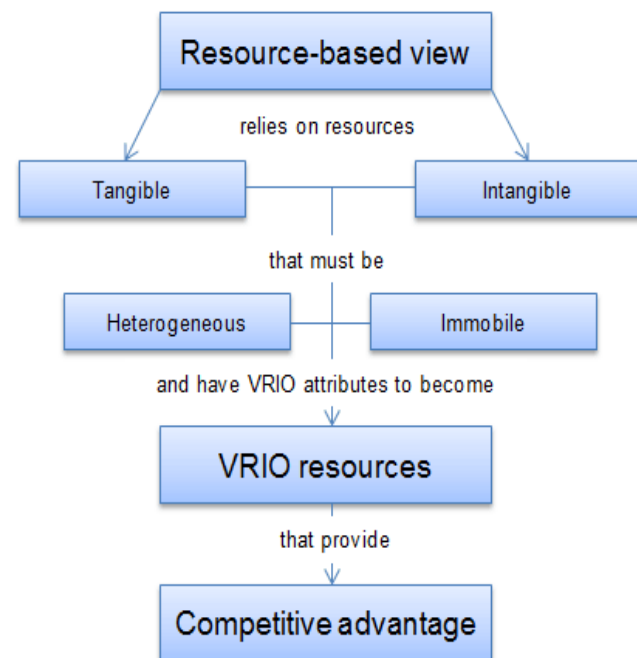 Resource-based view
relies on resources
Tangible
Intangible
that must be
Heterogeneous
Immobile
and have VRIO attributes to become
VRIO resources
that provide
Competitive advantage